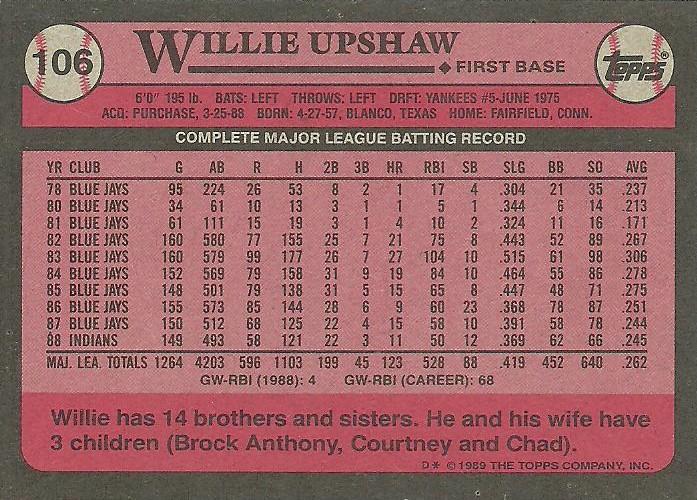 106
WILLIE UPSHAW
FIRST BASE
topps®
6'0" 195 lb. BATS: LEFT THROWS: LEFT DRFT: YANKEES #5-JUNE 1975
ACQ: PURCHASE, 3-25-88 BORN: 4-27-57, BLANCO, TEXAS HOME: FAIRFIELD, CONN.
COMPLETE MAJOR LEAGUE BATTING RECORD
YR CLUB G AB R H 2B 3B HR RBI SB SLG BB SO AVG
78 BLUE JAYS 95 224 26 53 8 2 1 17 4 .304 21 35 .237
80 BLUE JAYS 34 61 10 13 3 1 1 5 1 .344 6 14 .213
81 BLUE JAYS 61 111 15 19 3 1 4 10 2 .324 11 16 .171
82 BLUE JAYS 160 580 77 155 25 7 21 75 8 .443 52 89 .267
83 BLUE JAYS 160 579 99 177 26 7 27 104 10 .515 61 98 .306
84 BLUE JAYS 152 569 79 158 31 9 19 84 10 .464 55 86 .278
85 BLUE JAYS 148 501 79 138 31 5 15 65 8 .447 48 71 .275
86 BLUE JAYS 155 573 85 144 28 6 9 60 23 .368 78 87 .251
87 BLUE JAYS 150 512 68 125 22 4 15 58 10 .391 58 78 .244
88 INDIANS 149 493 58 121 22 3 11 50 12 .369 62 66 .245
MAJ. LEA. TOTALS 1264 4203 596 1103 199 45 123 528 88 .419 452 640 .262
GW-RBI (1988): 4 GW-RBI (CAREER): 68
Willie has 14 brothers and sisters. He and his wife have
3 children (Brock Anthony, Courtney and Chad).
D* © 1989 THE TOPPS COMPANY, INC.